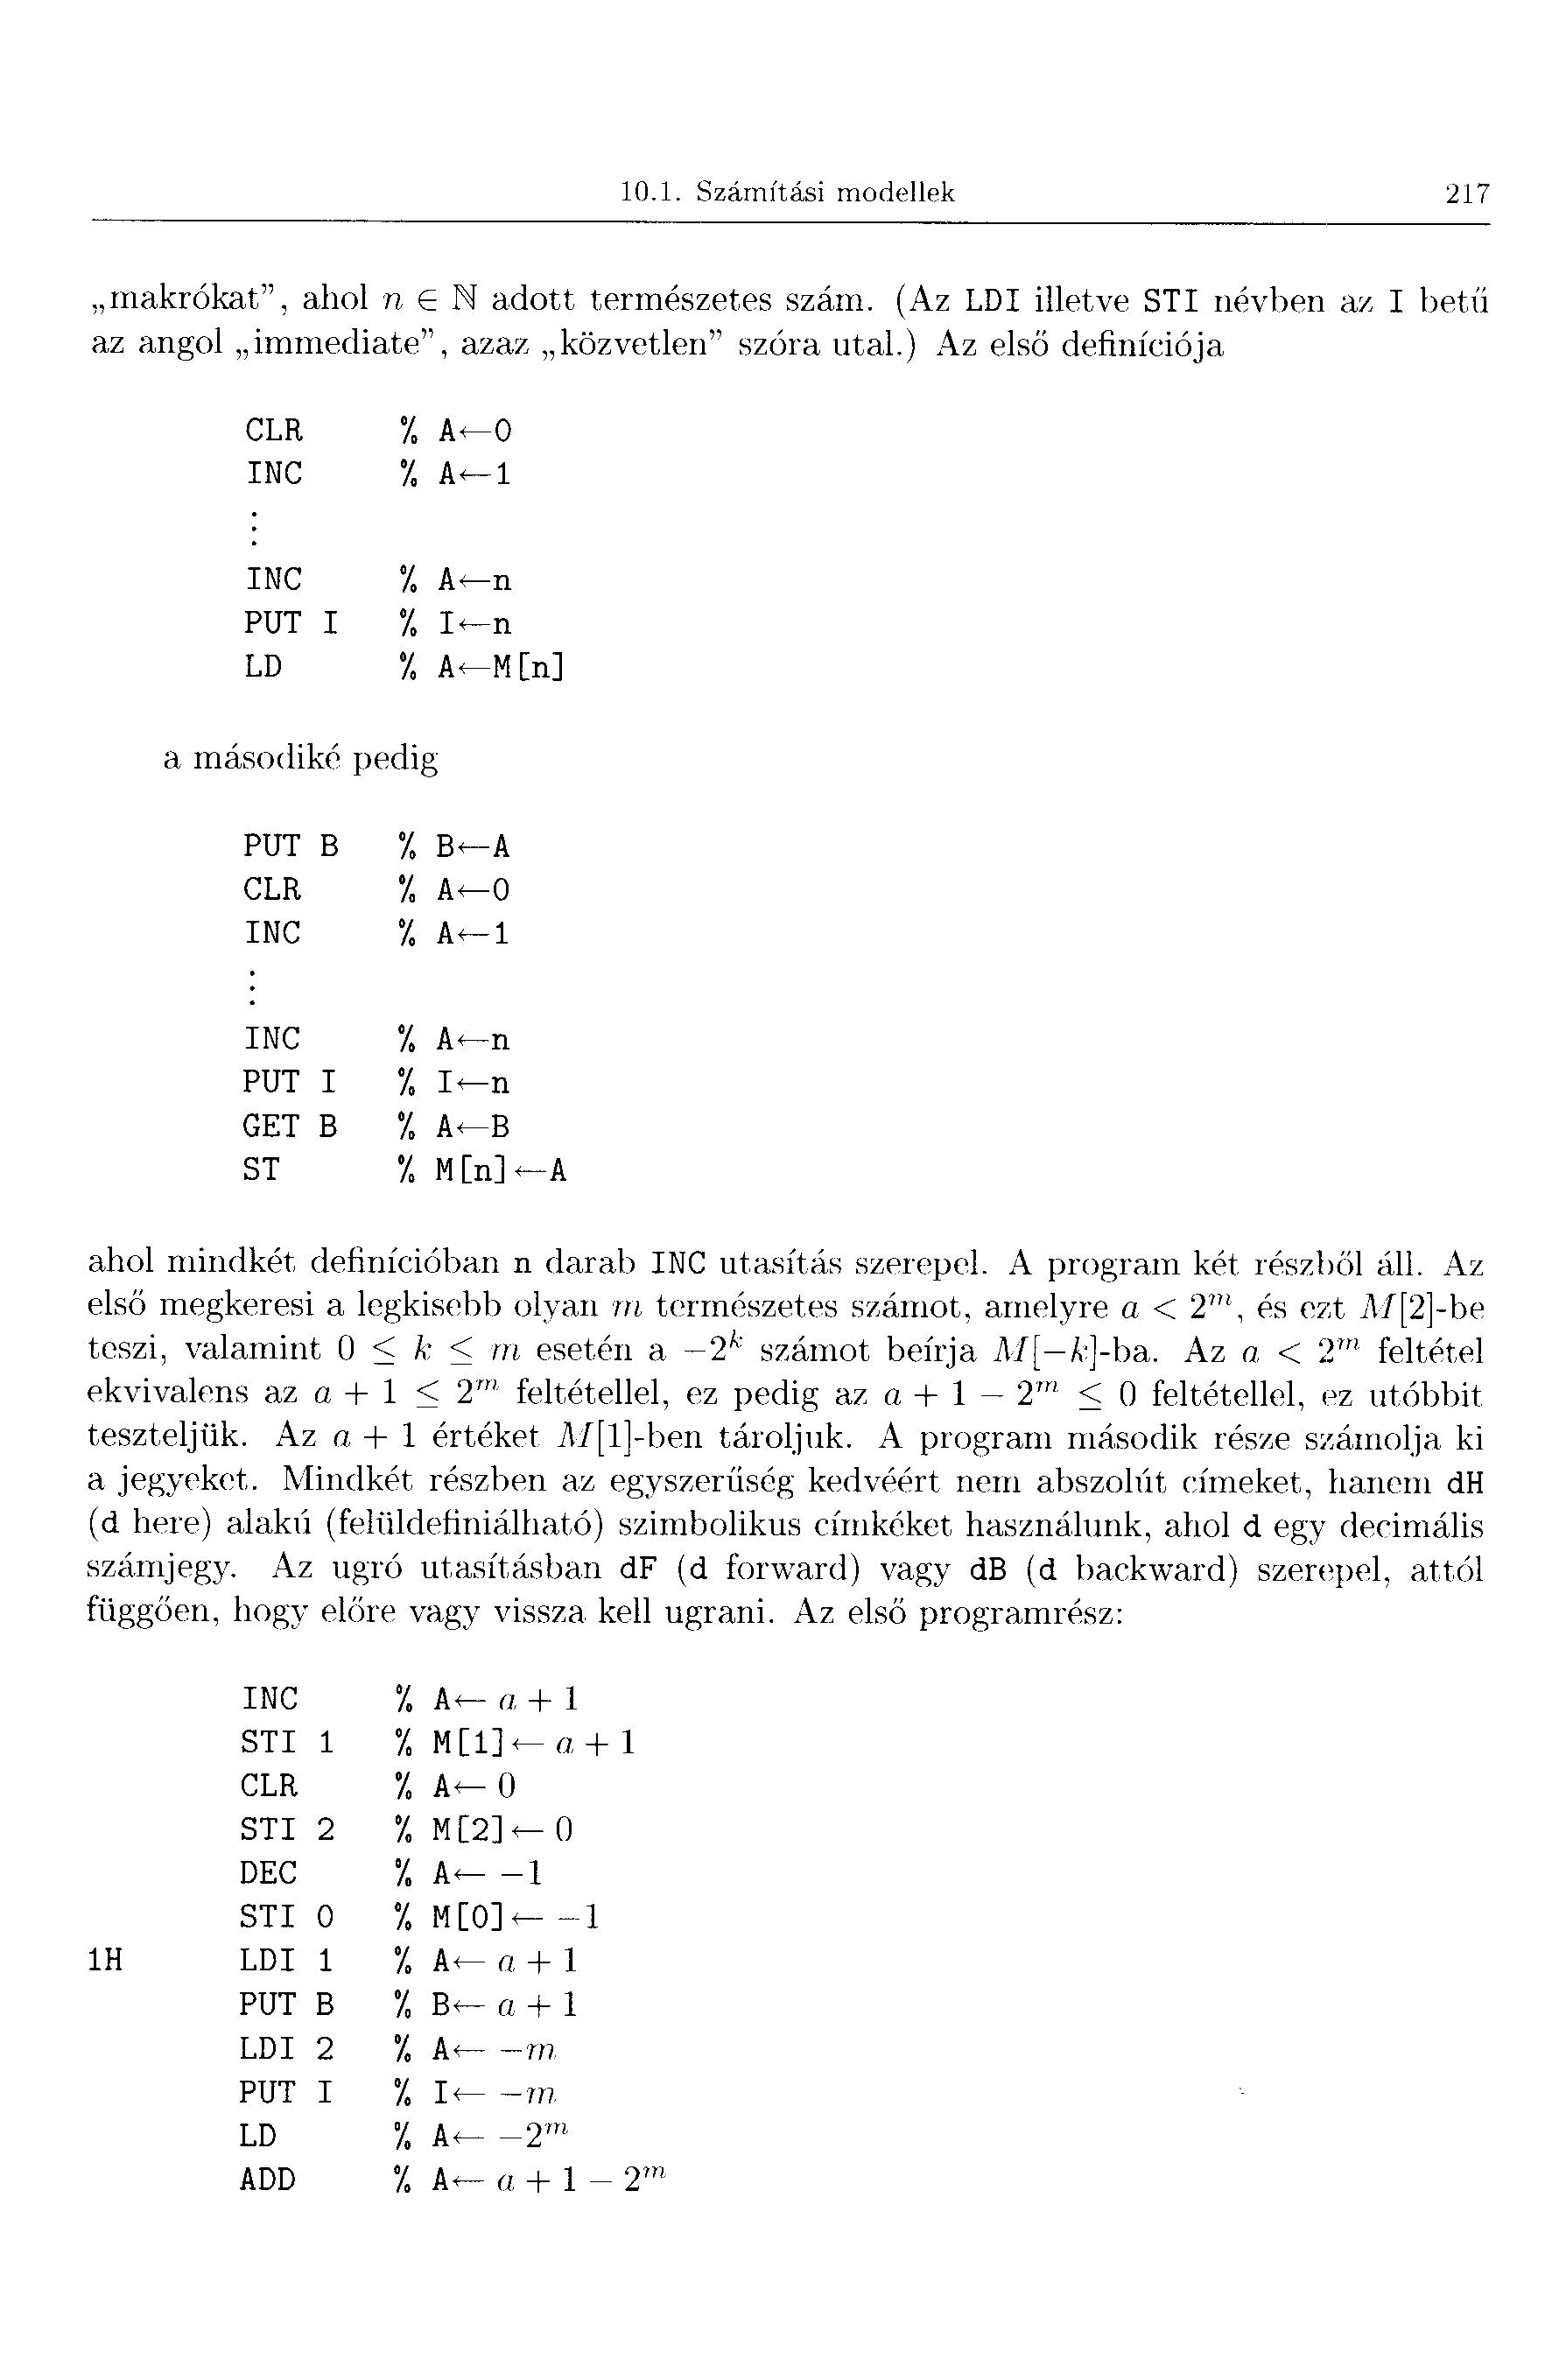 10.1. Számítási modellek 217
„makrókat”, ahol n ∈ ℕ adott természetes szám. (Az LDI illetve STI névben az I betű
az angol „immediate”, azaz „közvetlen” szóra utal.) Az első definíciója
CLR % A←0
INC % A←1
⋮
INC % A←n
PUT I % I←n
LD % A←M[n]
a másodiké pedig
PUT B % B←A
CLR % A←0
INC % A←1
⋮
INC % A←n
PUT I % I←n
GET B % A←B
ST % M[n]←A
ahol mindkét definícióban n darab INC utasítás szerepel. A program két részből áll. Az
első megkeresi a legkisebb olyan m természetes számot, amelyre a < 2^m, és ezt M[2]-be
teszi, valamint 0 ≤ k ≤ m esetén a −2^k számot beírja M[−k]-ba. Az a < 2^m feltétel
ekvivalens az a + 1 ≤ 2^m feltétellel, ez pedig az a + 1 − 2^m ≤ 0 feltétellel, ez utóbbit
teszteljük. Az a + 1 értéket M[1]-ben tároljuk. A program második része számolja ki
a jegyeket. Mindkét részben az egyszerűség kedvéért nem abszolút címeket, hanem dH
(d here) alakú (felüldefiniálható) szimbolikus címkéket használunk, ahol d egy decimális
számjegy. Az ugró utasításban dF (d forward) vagy dB (d backward) szerepel, attól
függően, hogy előre vagy vissza kell ugrani. Az első programrész:
INC % A← a + 1
STI 1 % M[1]← a + 1
CLR % A← 0
STI 2 % M[2]← 0
DEC % A← −1
STI 0 % M[0]← −1
1H LDI 1 % A← a + 1
PUT B % B← a + 1
LDI 2 % A← −m
PUT I % I← −m
LD % A← −2^m
ADD % A← a + 1 − 2^m